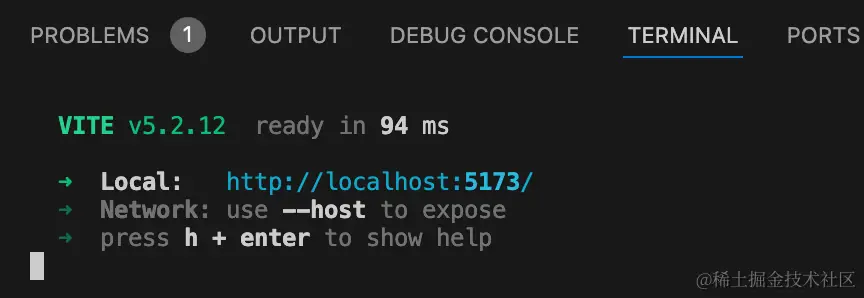 PROBLEMS 1 OUTPUT DEBUG CONSOLE TERMINAL PORTS
VITE v5.2.12 ready in 94 ms
➜ Local: http://localhost:5173/
➜ Network: use --host to expose
➜ press h + enter to show help
@稀土掘金技术社区